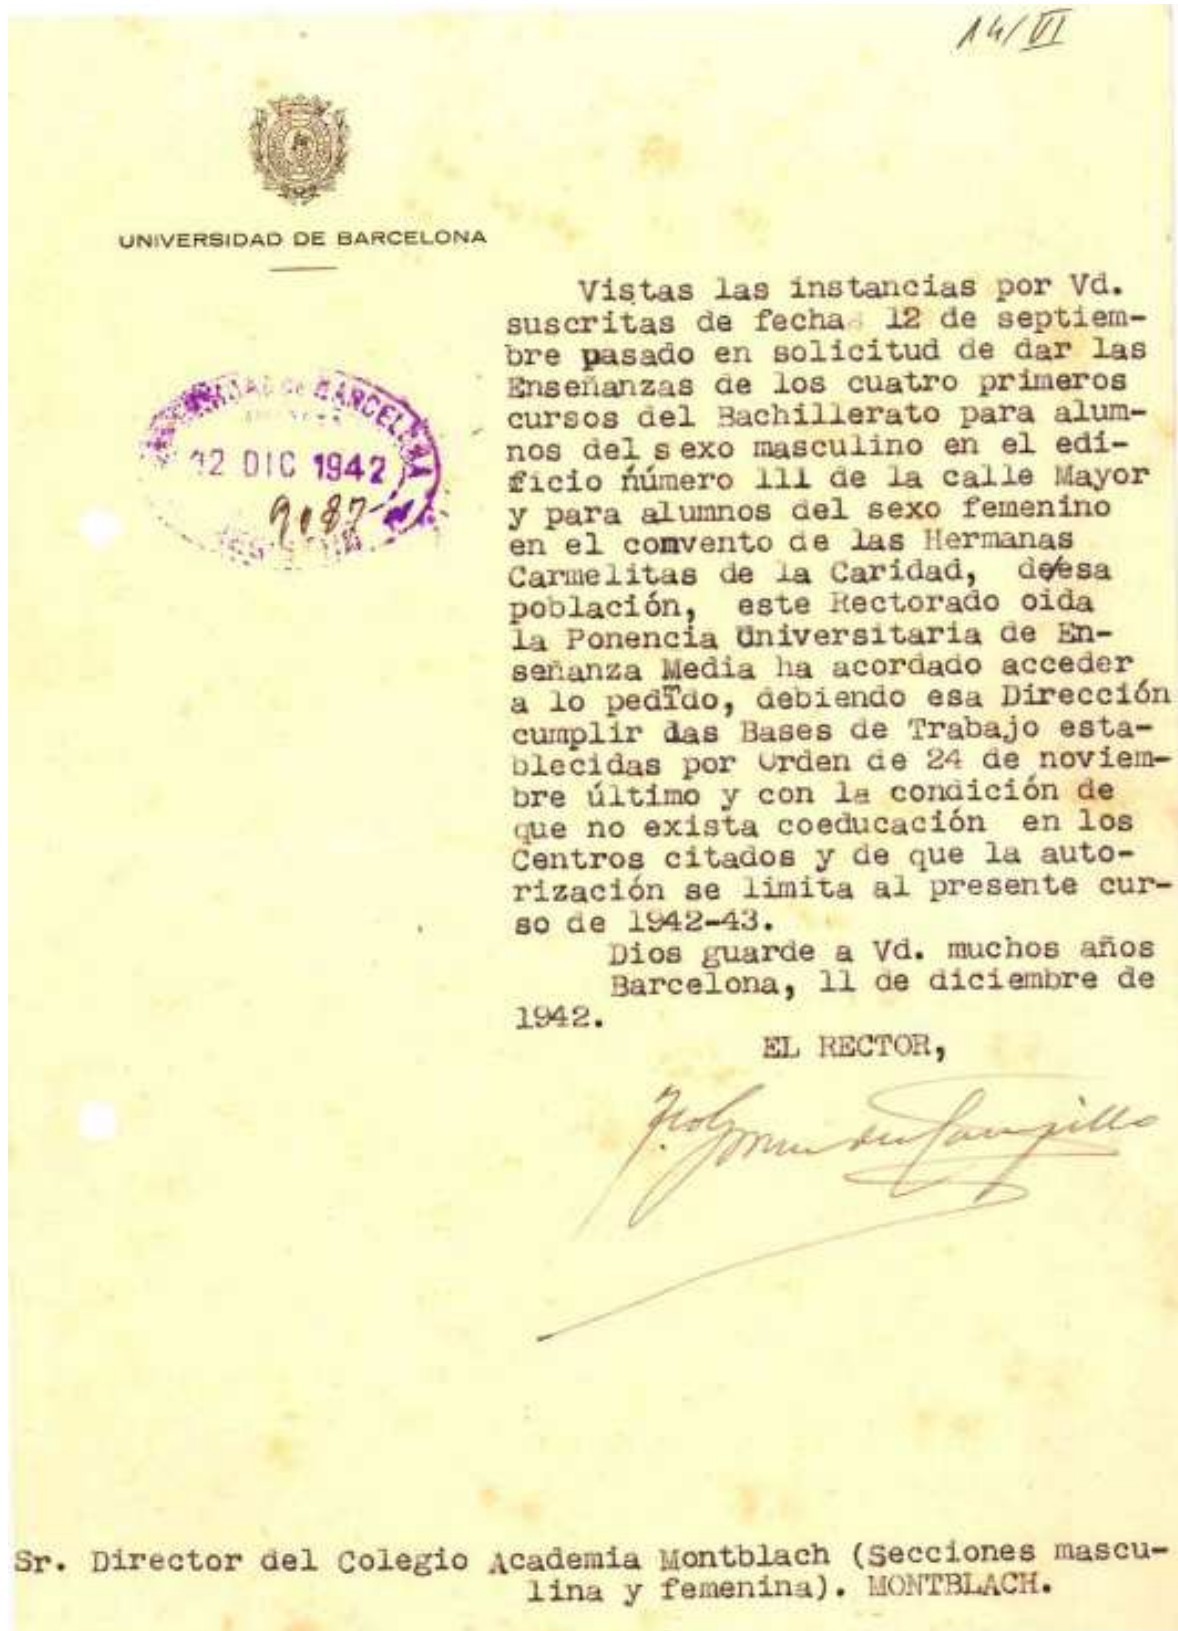 14/VI
UNIVERSIDAD DE BARCELONA
UNIVERSIDAD DE BARCELONA
12 DIC 1942
9187
Vistas las instancias por Vd.
suscritas de fechas 12 de septiem-
bre pasado en solicitud de dar las
Enseñanzas de los cuatro primeros
cursos del Bachillerato para alum-
nos del sexo masculino en el edi-
ficio número 111 de la calle Mayor
y para alumnos del sexo femenino
en el comvento de las Hermanas
Carmelitas de la Caridad, de/esa
población, este Rectorado oida
la Ponencia Universitaria de En-
señanza Media ha acordado acceder
a lo pedido, debiendo esa Dirección
cumplir das Bases de Trabajo esta-
blecidas por Orden de 24 de noviem-
bre último y con la condición de
que no exista coeducación en los
Centros citados y de que la auto-
rización se limita al presente cur-
so de 1942-43.
Dios guarde a Vd. muchos años
Barcelona, 11 de diciembre de
1942.
EL RECTOR,
Sr. Director del Colegio Academia Montblach (Secciones mascu-
lina y femenina). MONTBLACH.